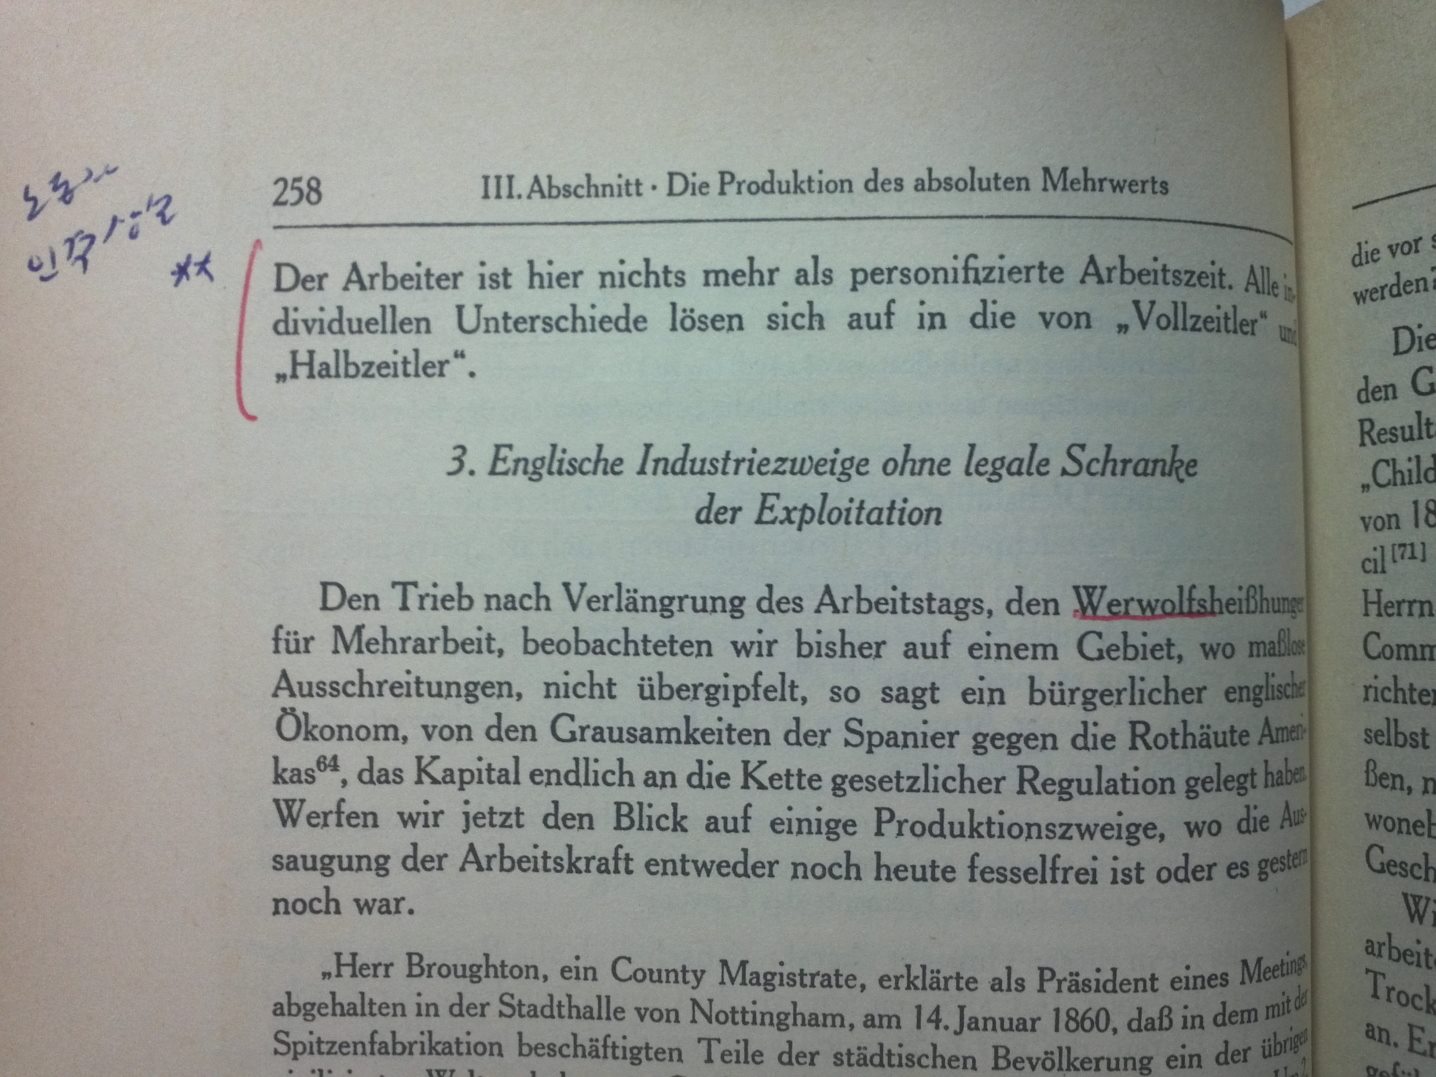 258
III. Abschnitt · Die Produktion des absoluten Mehrwerts
**
Der Arbeiter ist hier nichts mehr als personifizierte Arbeitszeit. Alle in-
dividuellen Unterschiede lösen sich auf in die von „Vollzeitler“ und
„Halbzeitler“.
3. Englische Industriezweige ohne legale Schranke
der Exploitation
Den Trieb nach Verlängrung des Arbeitstags, den Werwolfsheißhunger
für Mehrarbeit, beobachteten wir bisher auf einem Gebiet, wo maßlose
Ausschreitungen, nicht übergipfelt, so sagt ein bürgerlicher englischer
Ökonom, von den Grausamkeiten der Spanier gegen die Rothäute Ameri-
kas⁶⁴, das Kapital endlich an die Kette gesetzlicher Regulation gelegt haben.
Werfen wir jetzt den Blick auf einige Produktionszweige, wo die Aus-
saugung der Arbeitskraft entweder noch heute fesselfrei ist oder es gestern
noch war.
„Herr Broughton, ein County Magistrate, erklärte als Präsident eines Meetings,
abgehalten in der Stadthalle von Nottingham, am 14. Januar 1860, daß in dem mit der
Spitzenfabrikation beschäftigten Teile der städtischen Bevölkerung ein der übrigen
die vor
werden?
Die
den G
Result
„Child
von 18
cil[71]
Herrn
Comm
richter
selbst
ßen,
Gesch
Wi
arbeit
Trock
an. Er